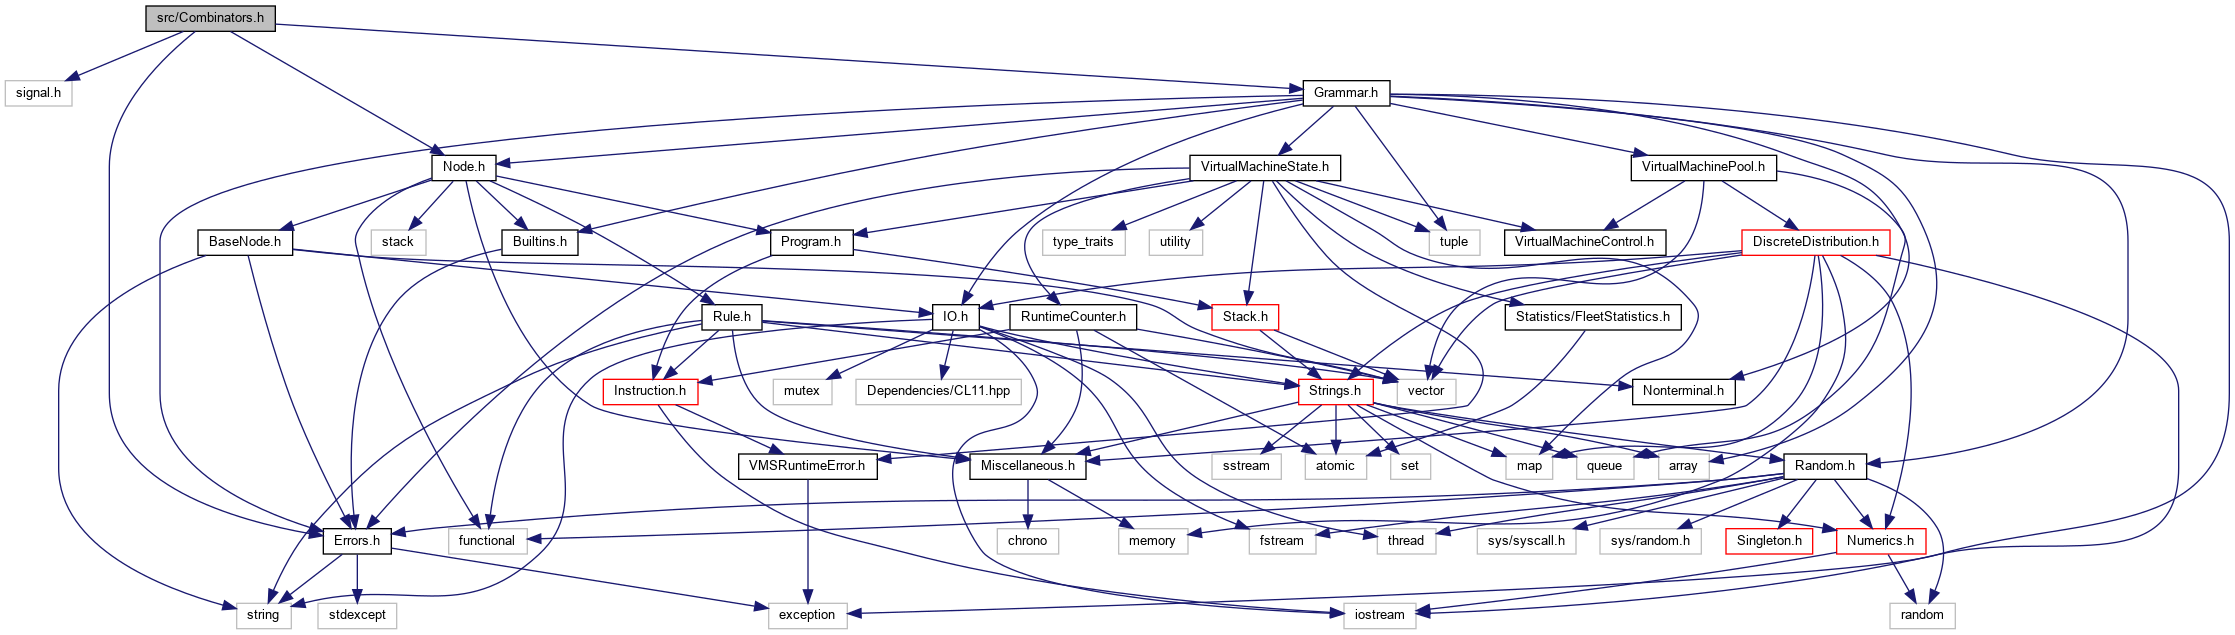 src/Combinators.h
signal.h
Grammar.h
Node.h
VirtualMachineState.h
VirtualMachinePool.h
BaseNode.h
stack
Builtins.h
Program.h
type_traits
utility
tuple
VirtualMachineControl.h
DiscreteDistribution.h
Rule.h
IO.h
RuntimeCounter.h
Stack.h
Statistics/FleetStatistics.h
Instruction.h
mutex
Dependencies/CL11.hpp
Strings.h
vector
Nonterminal.h
VMSRuntimeError.h
Miscellaneous.h
sstream
atomic
set
map
queue
array
Random.h
Errors.h
functional
chrono
memory
fstream
thread
sys/syscall.h
sys/random.h
Singleton.h
Numerics.h
string
stdexcept
exception
iostream
random